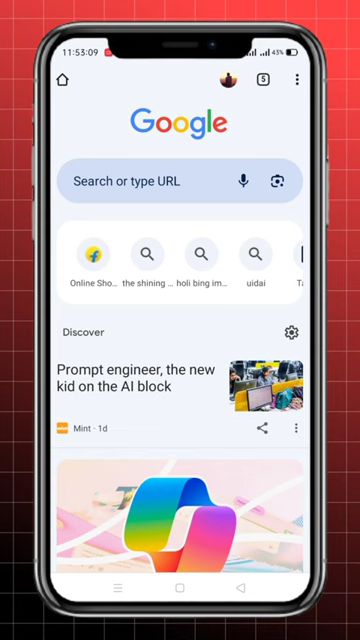 11:53:09
43%
5
Google
Search or type URL
Online Sho...
the shining ...
holi bing im...
uidai
Discover
Prompt engineer, the new
kid on the AI block
Mint · 1d